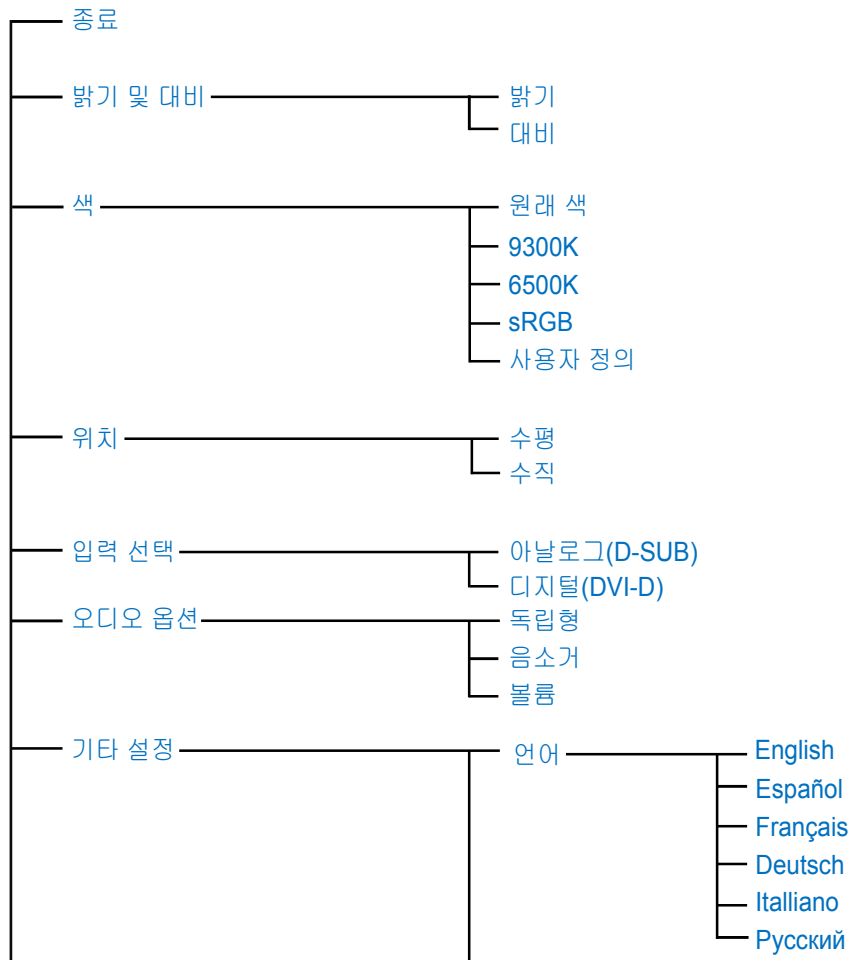 종료
밝기 및 대비
밝기
대비
색
원래 색
9300K
6500K
sRGB
사용자 정의
위치
수평
수직
입력 선택
아날로그(D-SUB)
디지털(DVI-D)
오디오 옵션
독립형
음소거
볼륨
기타 설정
언어
English
Español
Français
Deutsch
Italliano
Русский